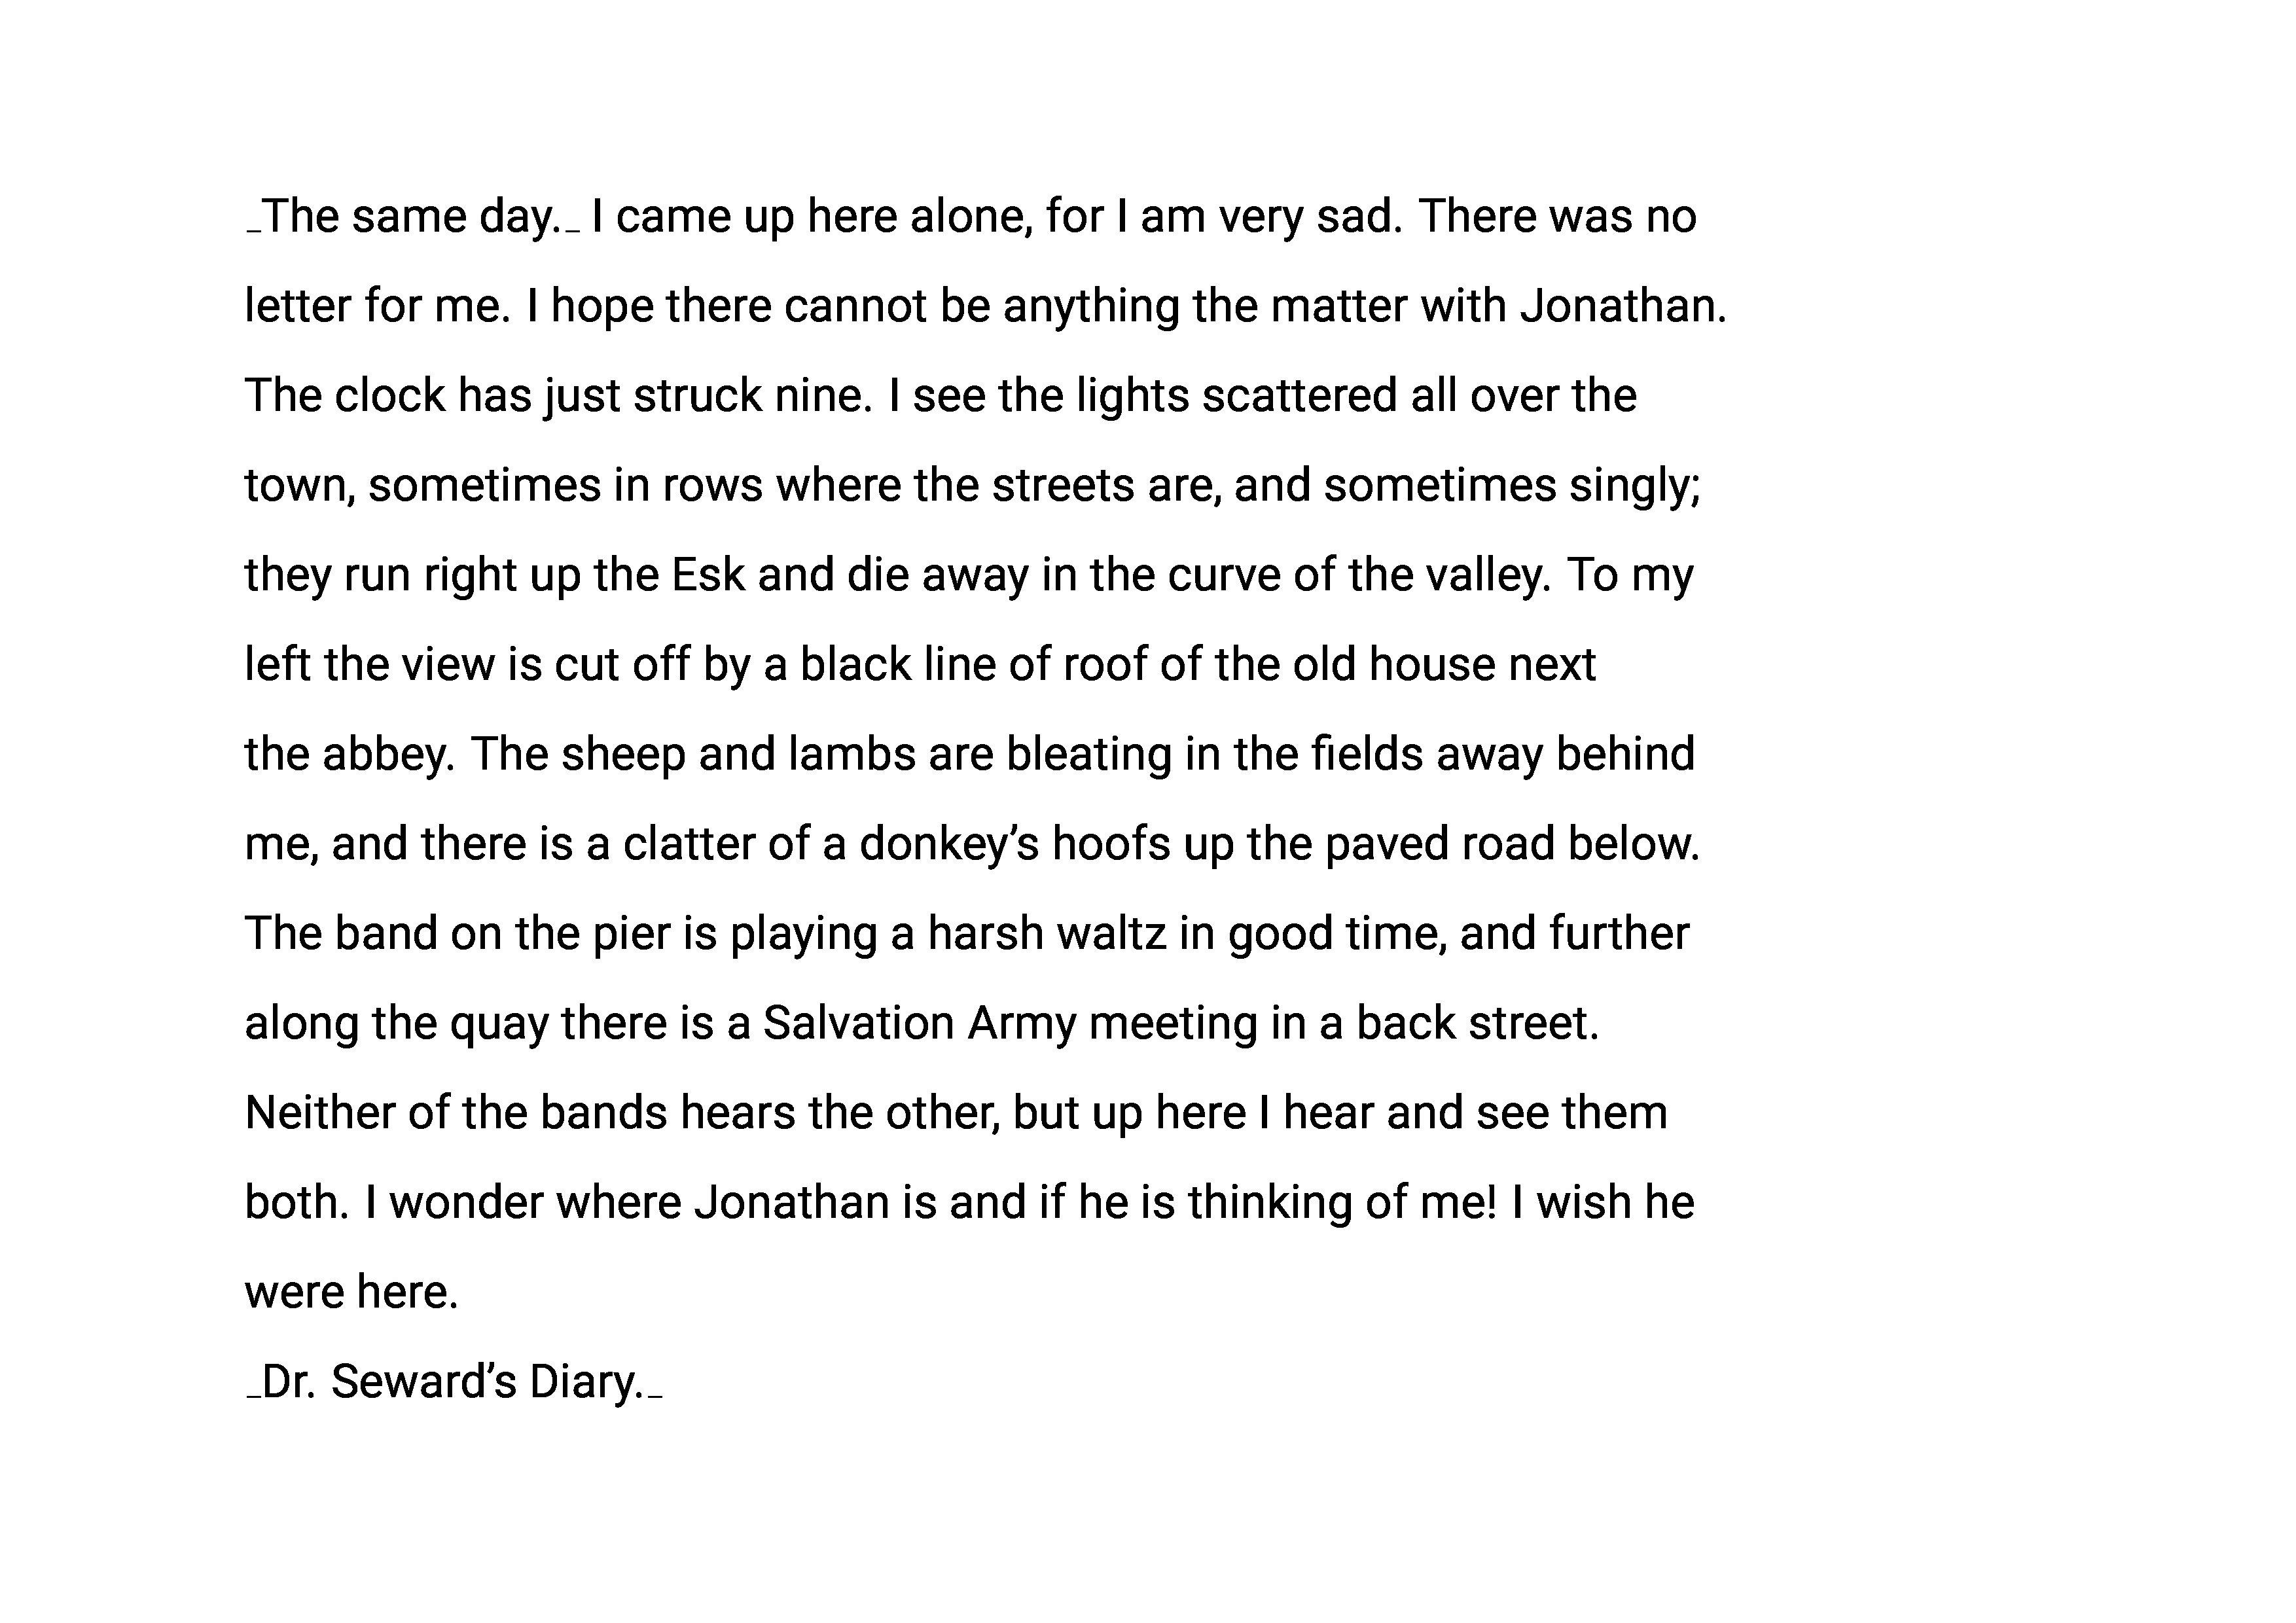 _The same day._ I came up here alone, for I am very sad. There was no
letter for me. I hope there cannot be anything the matter with Jonathan.
The clock has just struck nine. I see the lights scattered all over the
town, sometimes in rows where the streets are, and sometimes singly;
they run right up the Esk and die away in the curve of the valley. To my
left the view is cut off by a black line of roof of the old house next
the abbey. The sheep and lambs are bleating in the fields away behind
me, and there is a clatter of a donkey’s hoofs up the paved road below.
The band on the pier is playing a harsh waltz in good time, and further
along the quay there is a Salvation Army meeting in a back street.
Neither of the bands hears the other, but up here I hear and see them
both. I wonder where Jonathan is and if he is thinking of me! I wish he
were here.
_Dr. Seward’s Diary._